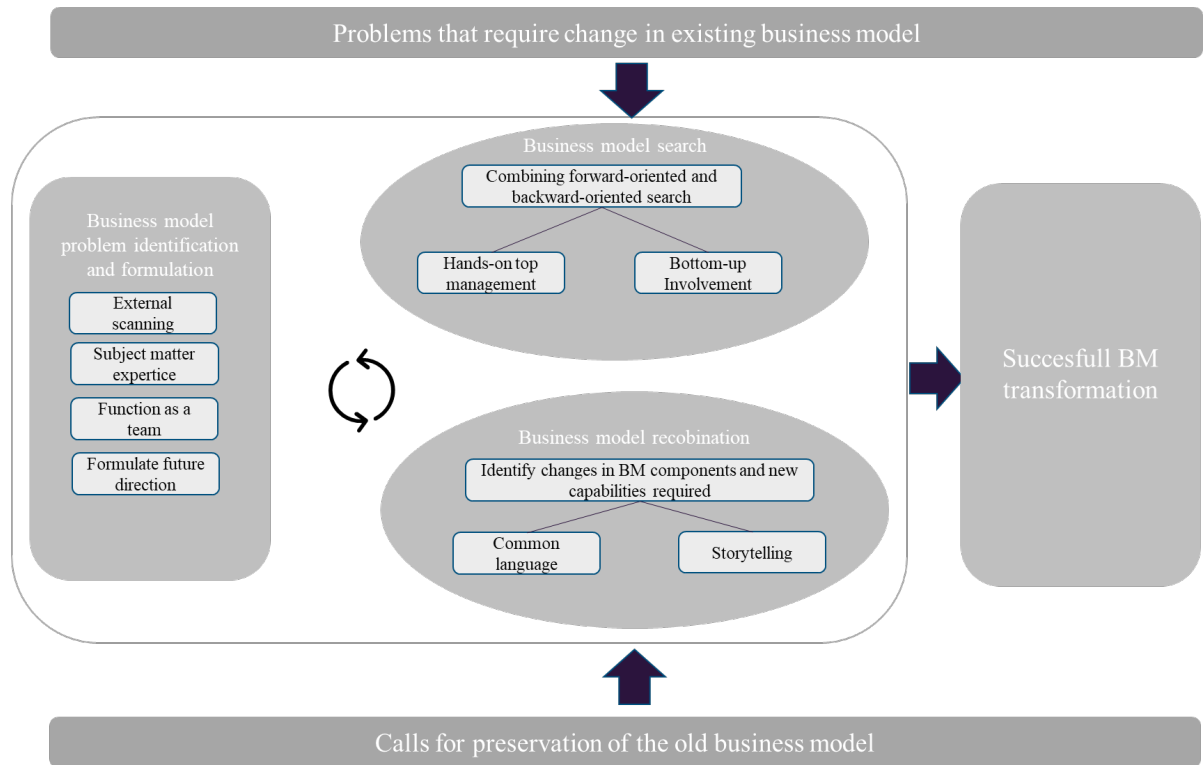 Problems that require change in existing business model
Business model
problem identification
and formulation
External
scanning
Subject matter
expertice
Function as a
team
Formulate future
direction
Business model search
Combining forward-oriented and
backward-oriented search
Hands-on top
management
Bottom-up
Involvement
Business model recobination
Identify changes in BM components and new
capabilities required
Common
language
Storytelling
Succesfull BM
transformation
Calls for preservation of the old business model